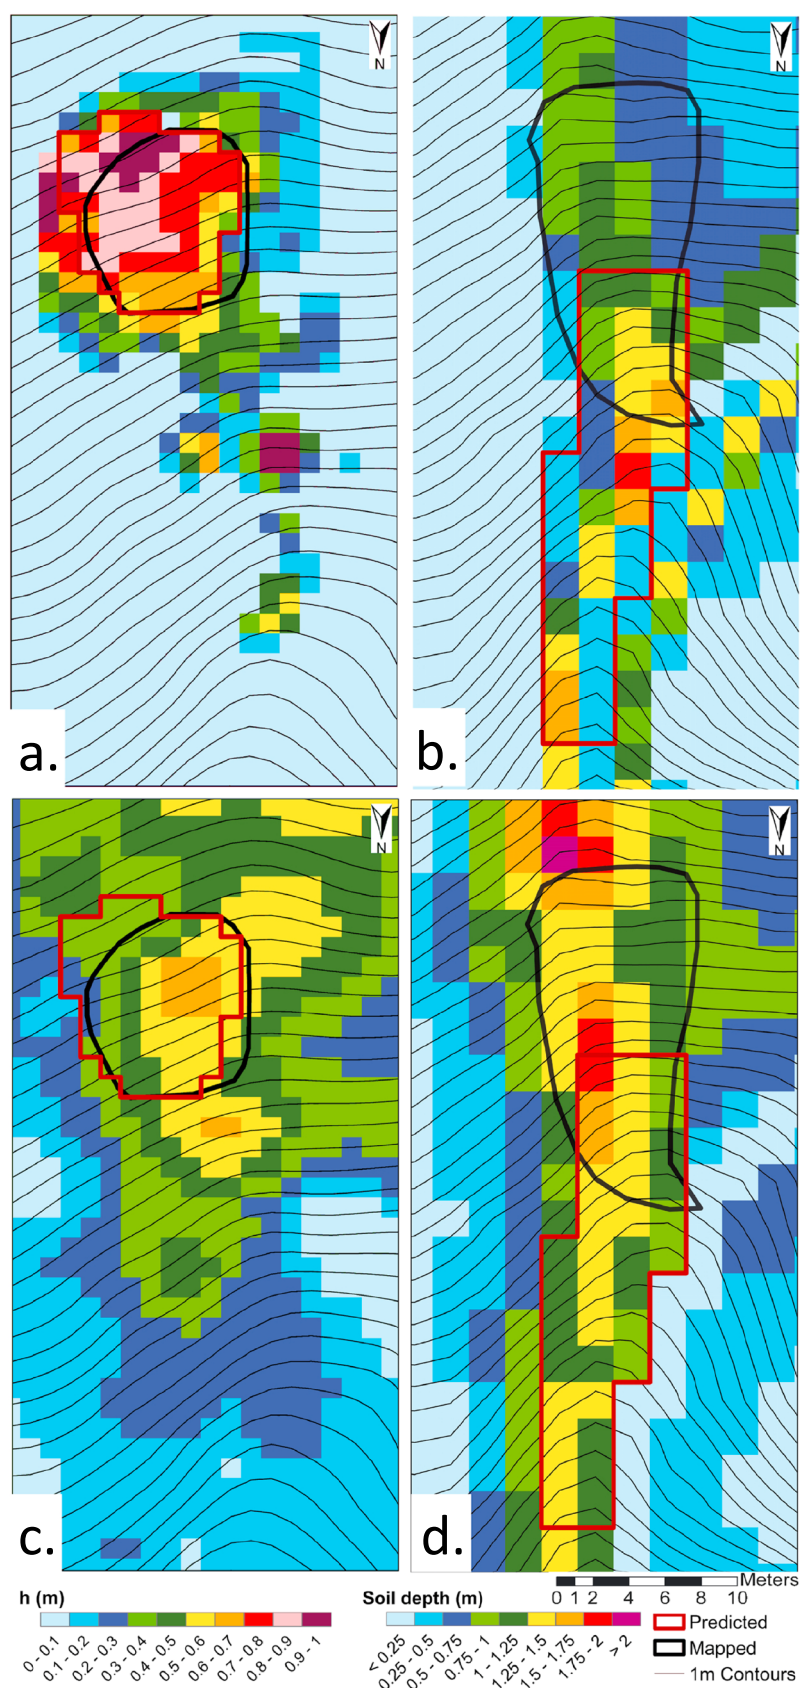 N
N
a.
b.
N
N
c.
d.
h (m)
0 - 0.1
0.1 - 0.2
0.2 - 0.3
0.3 - 0.4
0.4 - 0.5
0.5 - 0.6
0.6 - 0.7
0.7 - 0.8
0.8 - 0.9
0.9 - 1
Soil depth (m)
< 0.25
0.25 - 0.5
0.5 - 0.75
0.75 - 1
1 - 1.25
1.25 - 1.5
1.5 - 1.75
1.75 - 2
> 2
Meters
0 1 2 4 6 8 10
Predicted
Mapped
1m Contours